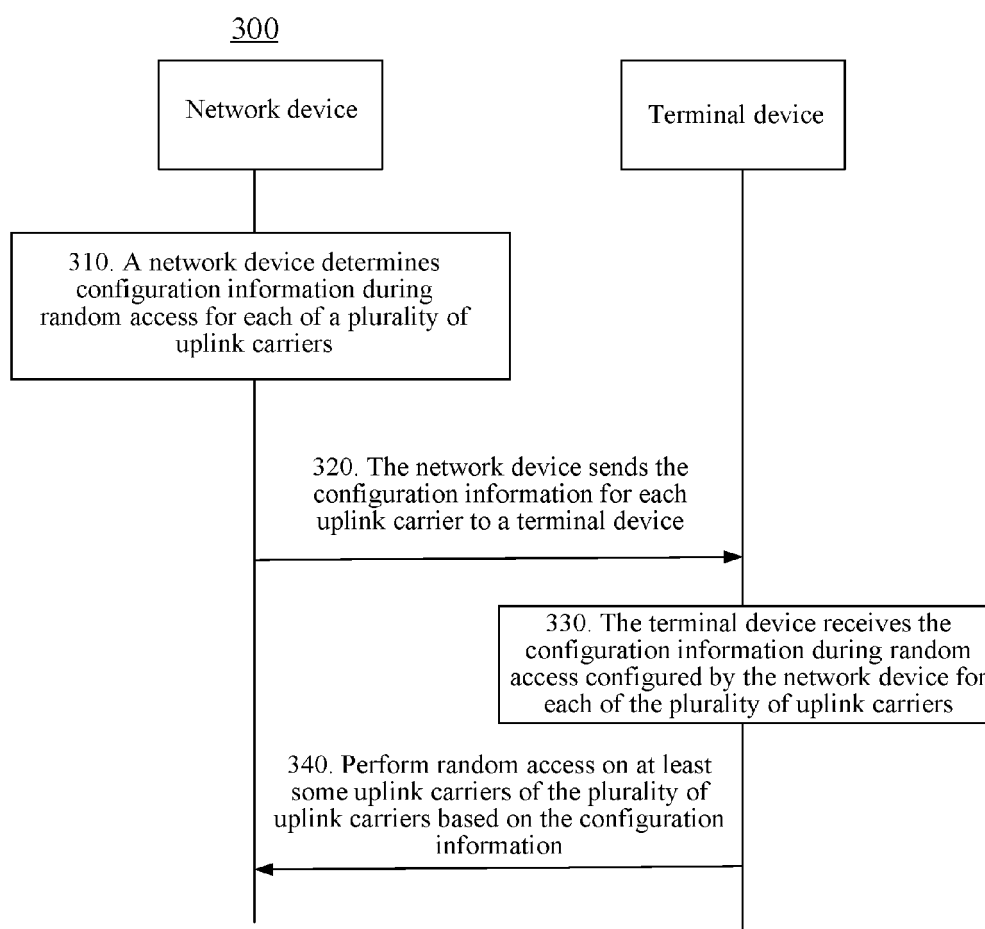 300
Network device
Terminal device
310. A network device determines
configuration information during
random access for each of a plurality of
uplink carriers
320. The network device sends the
configuration information for each
uplink carrier to a terminal device
330. The terminal device receives the
configuration information during random
access configured by the network device for
each of the plurality of uplink carriers
340. Perform random access on at least
some uplink carriers of the plurality of
uplink carriers based on the configuration
information